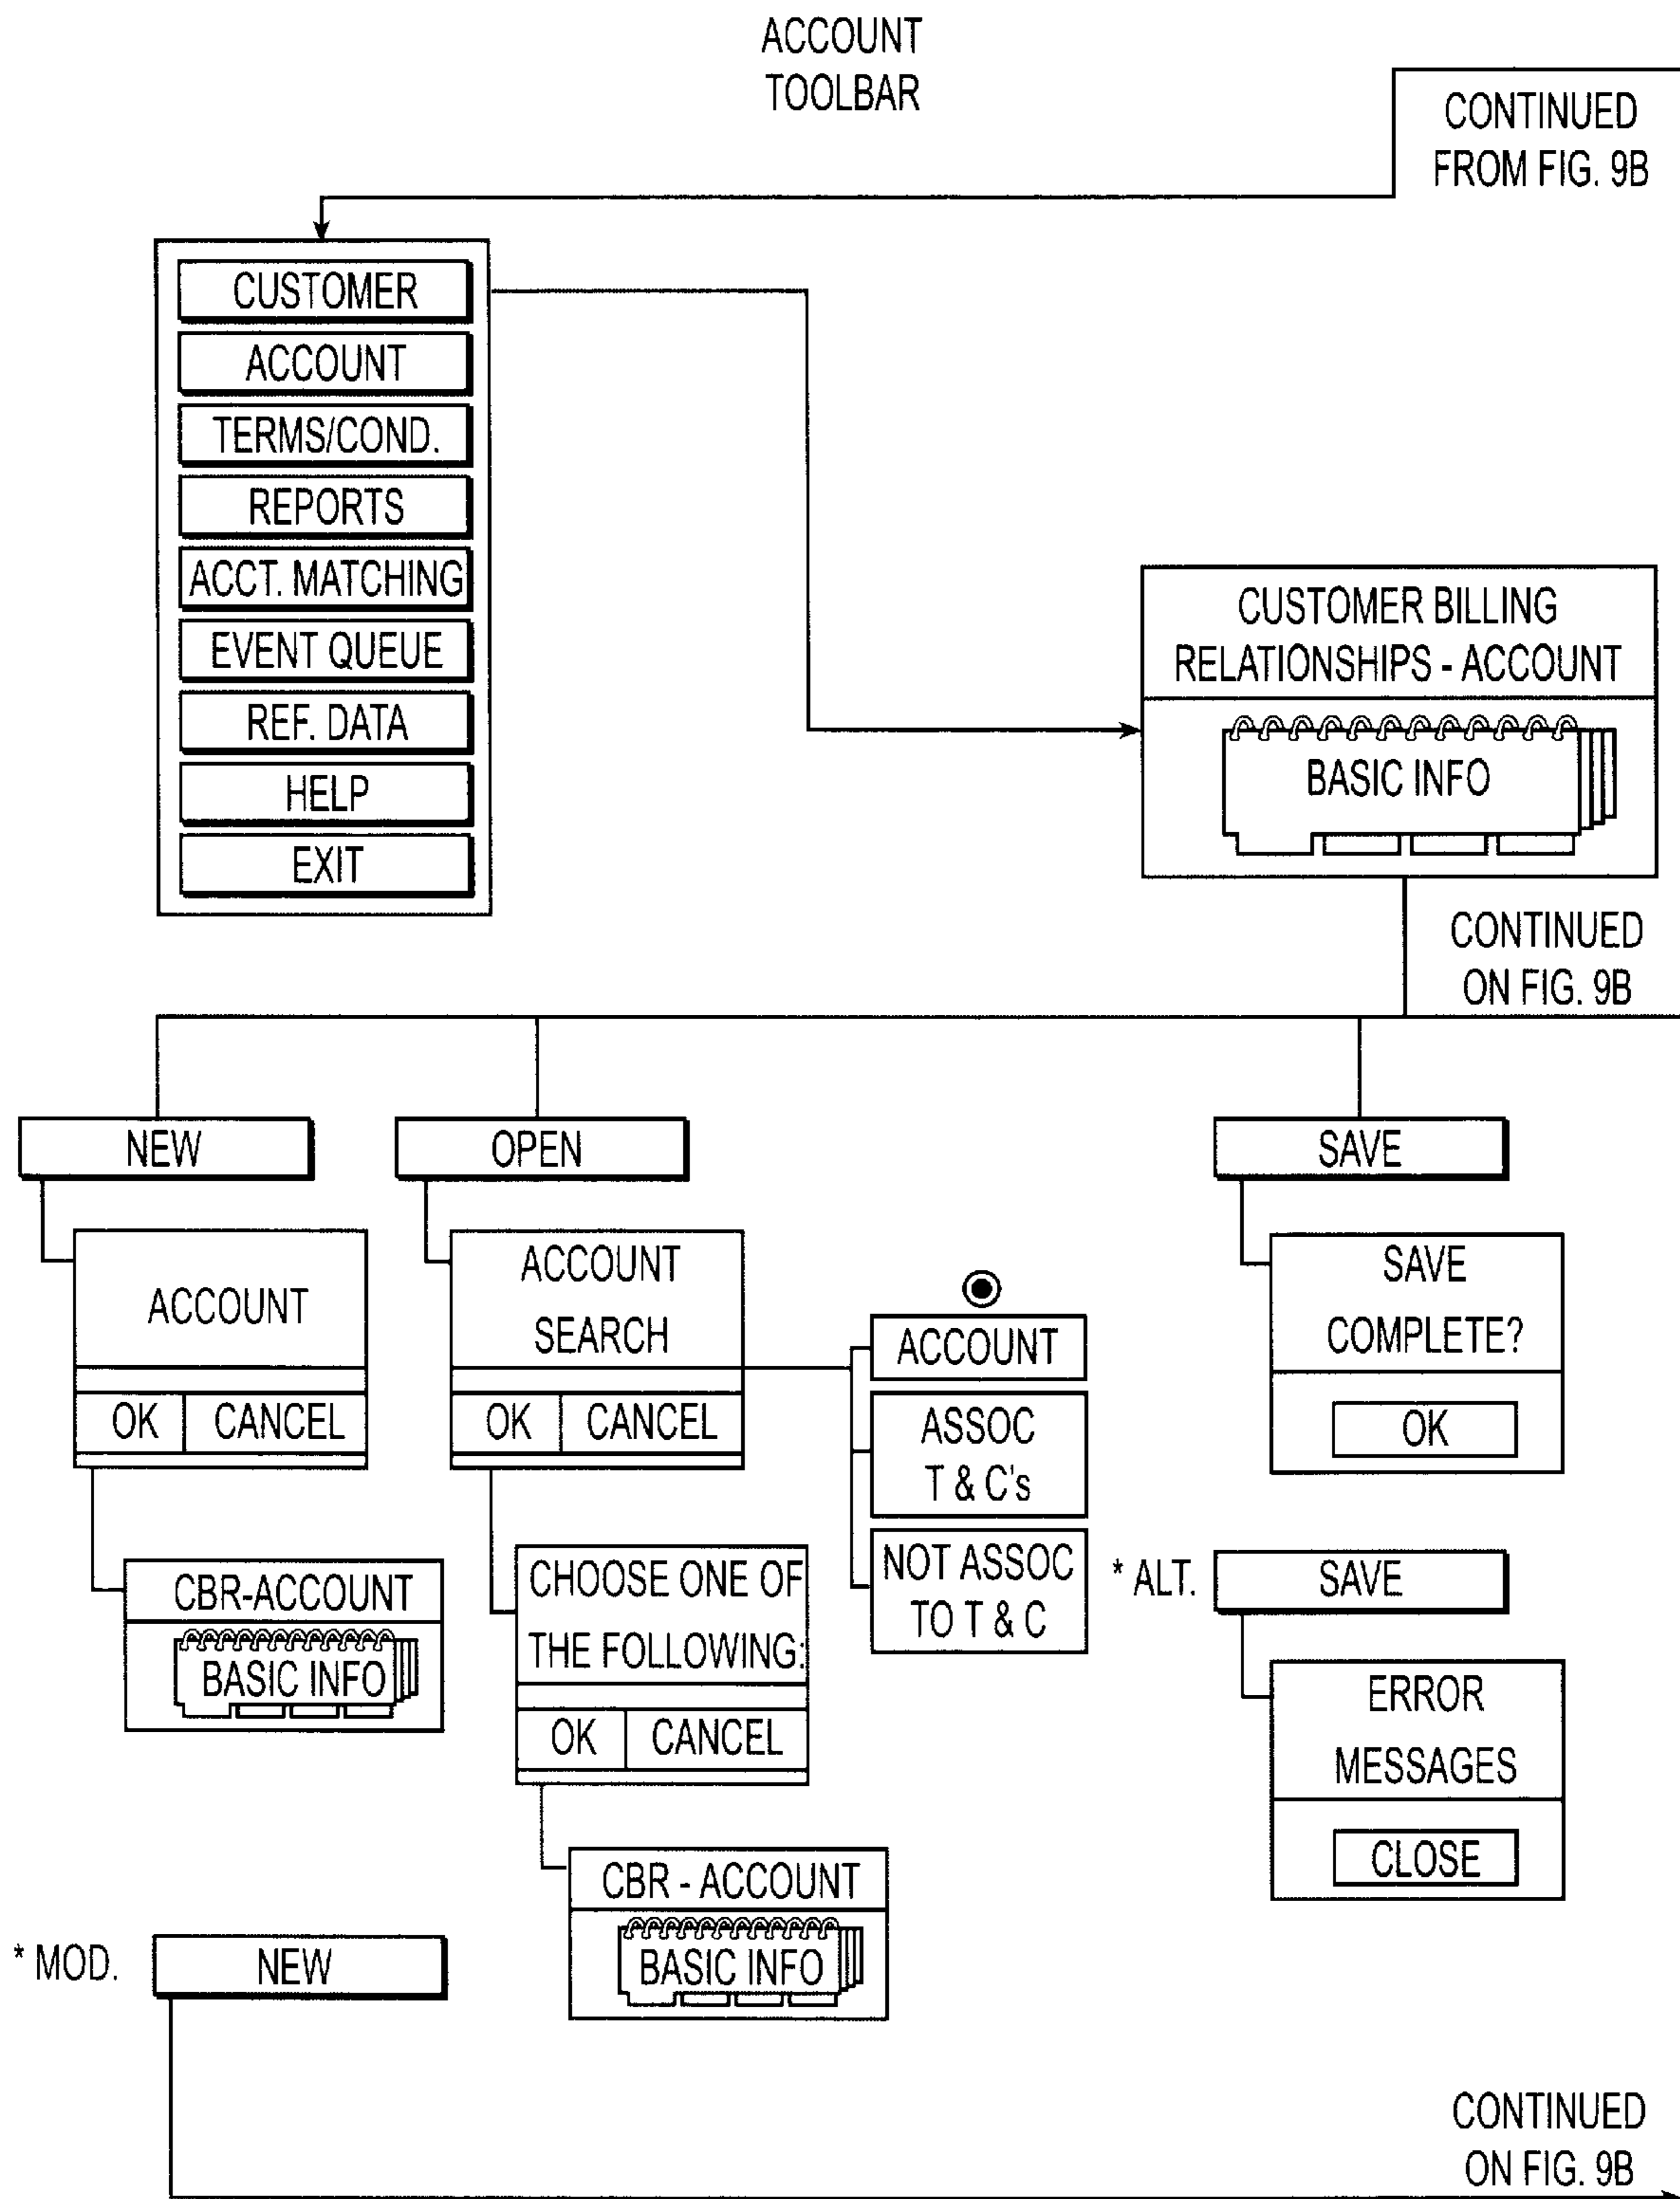 ACCOUNT
TOOLBAR
CONTINUED
FROM FIG. 9B
CUSTOMER
ACCOUNT
TERMS/COND.
REPORTS
ACCT. MATCHING
EVENT QUEUE
REF. DATA
HELP
EXIT
CUSTOMER BILLING
RELATIONSHIPS - ACCOUNT
BASIC INFO
CONTINUED
ON FIG. 9B
NEW
ACCOUNT
OK CANCEL
CBR-ACCOUNT
BASIC INFO
OPEN
ACCOUNT
SEARCH
OK CANCEL
ACCOUNT
ASSOC
T & C's
NOT ASSOC
TO T & C
CHOOSE ONE OF
THE FOLLOWING:
OK CANCEL
CBR - ACCOUNT
BASIC INFO
SAVE
SAVE
COMPLETE?
OK
* ALT. SAVE
ERROR
MESSAGES
CLOSE
* MOD. NEW
CONTINUED
ON FIG. 9B